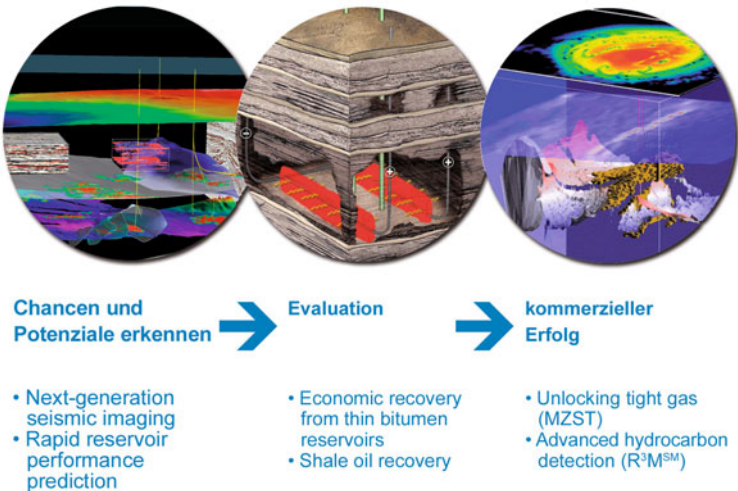 Chancen und
Potenziale erkennen
Evaluation
kommerzieller
Erfolg
• Next-generation
seismic imaging
• Rapid reservoir
performance
prediction
• Economic recovery
from thin bitumen
reservoirs
• Shale oil recovery
• Unlocking tight gas
(MZST)
• Advanced hydrocarbon
detection (R³Mˢᴹ)